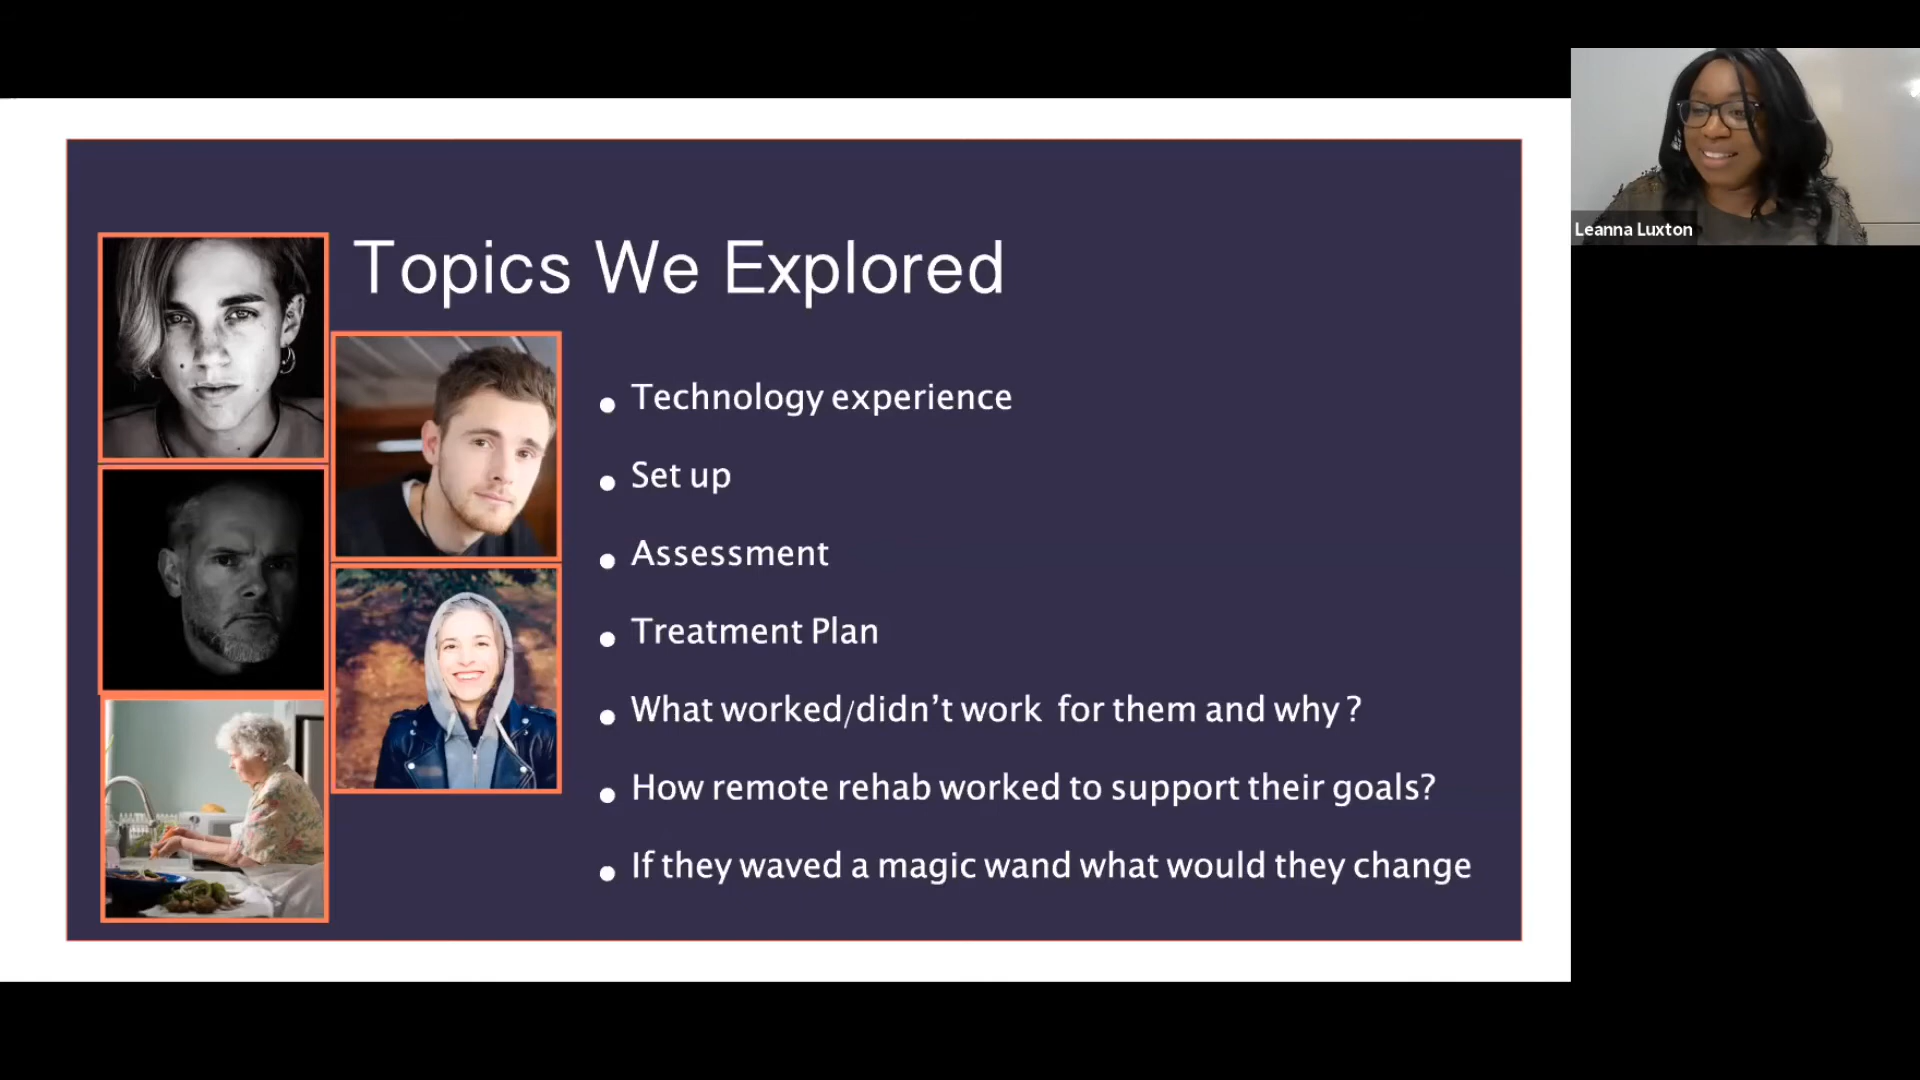 Topics We Explored
Technology experience
Set up
Assessment
Treatment Plan
What worked/didn’t work for them and why ?
How remote rehab worked to support their goals?
If they waved a magic wand what would they change
Leanna Luxton